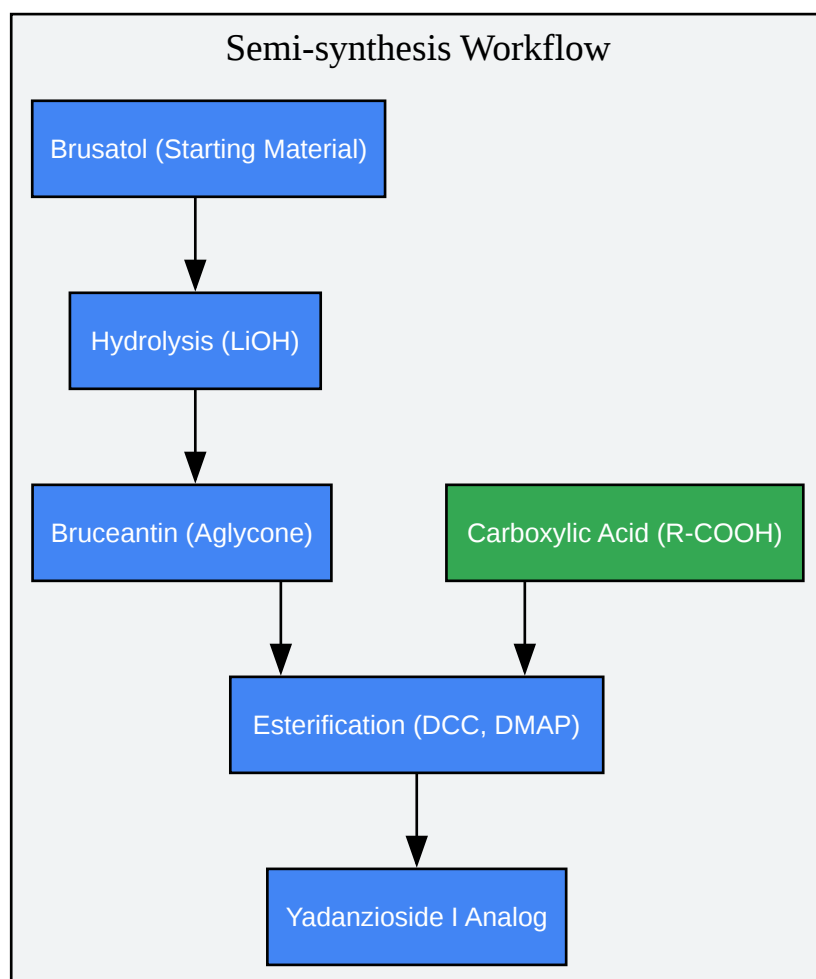 Semi-synthesis Workflow
Brusatol (Starting Material)
Hydrolysis (LiOH)
Bruceantin (Aglycone)
Carboxylic Acid (R-COOH)
Esterification (DCC, DMAP)
Yadanzioside I Analog